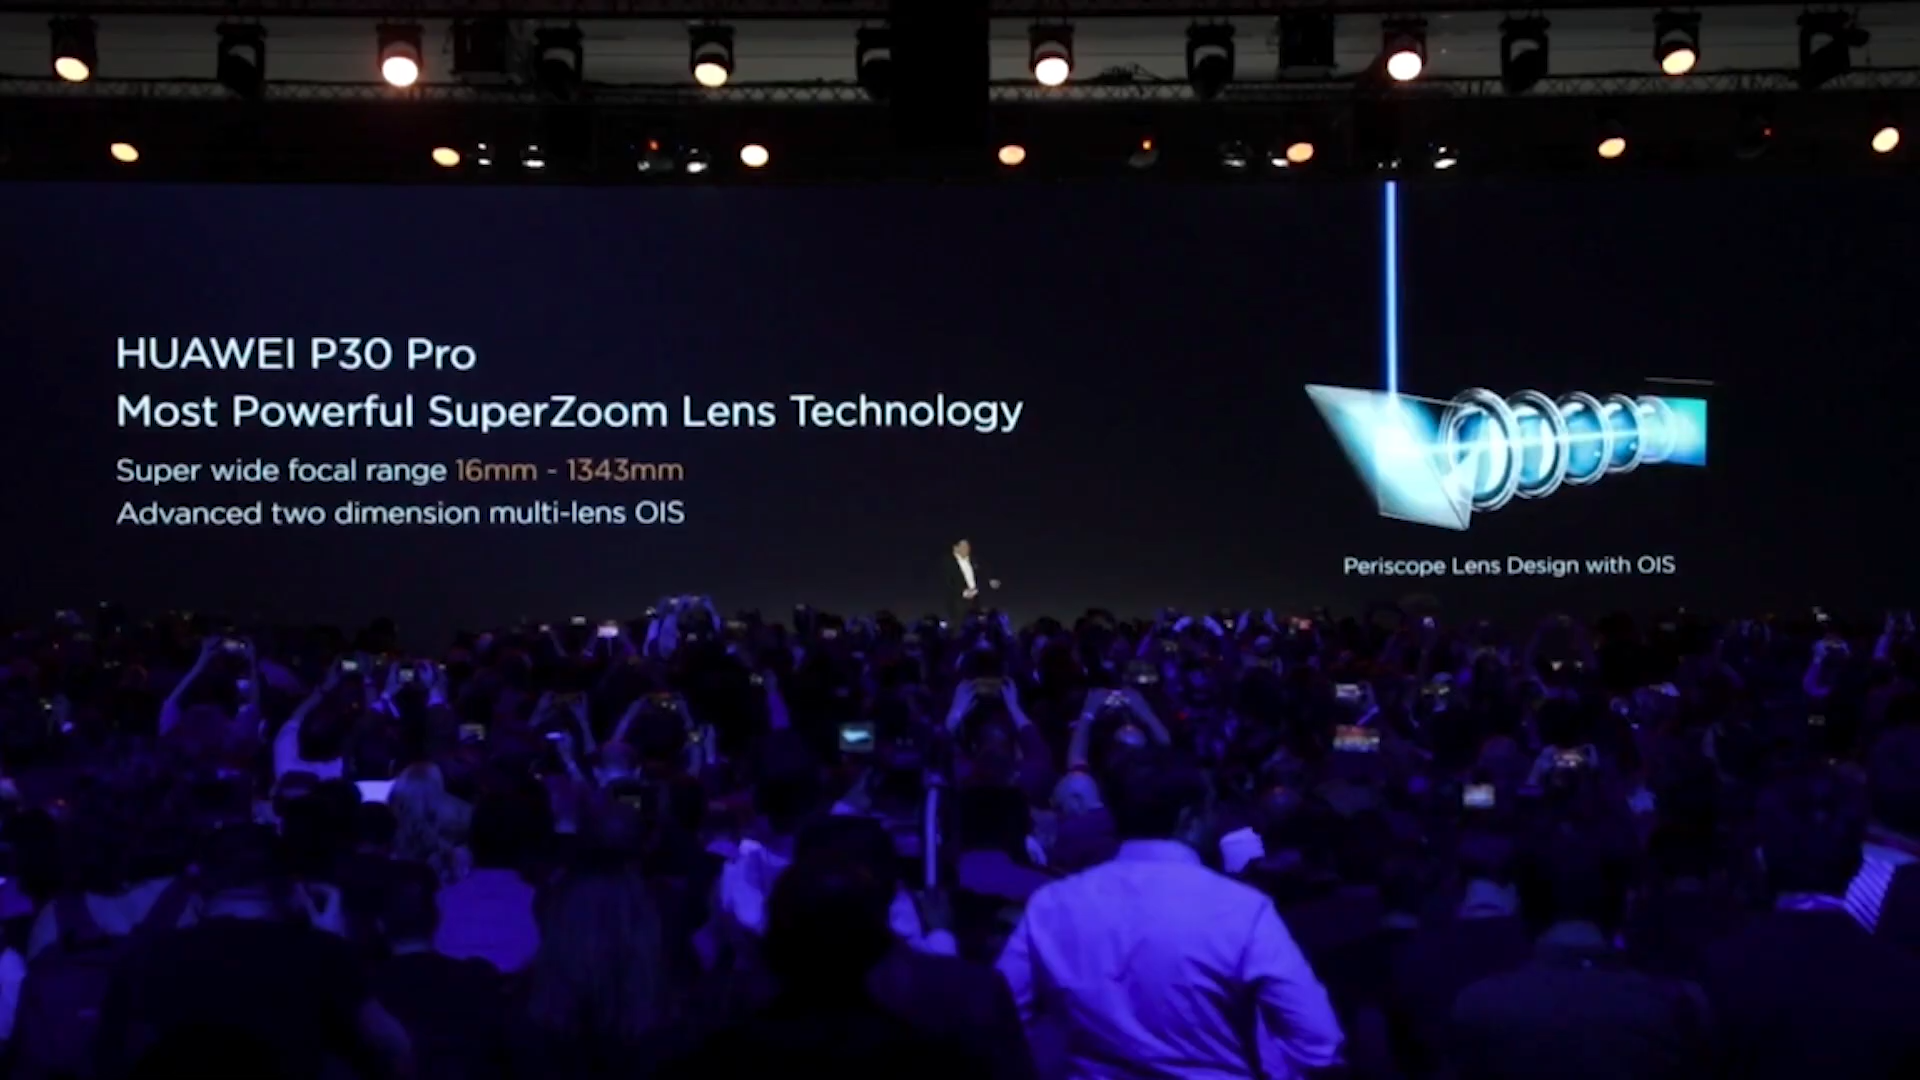 HUAWEI P30 Pro
Most Powerful SuperZoom Lens Technology
Super wide focal range 16mm - 1343mm
Advanced two dimension multi-lens OIS
Periscope Lens Design with OIS